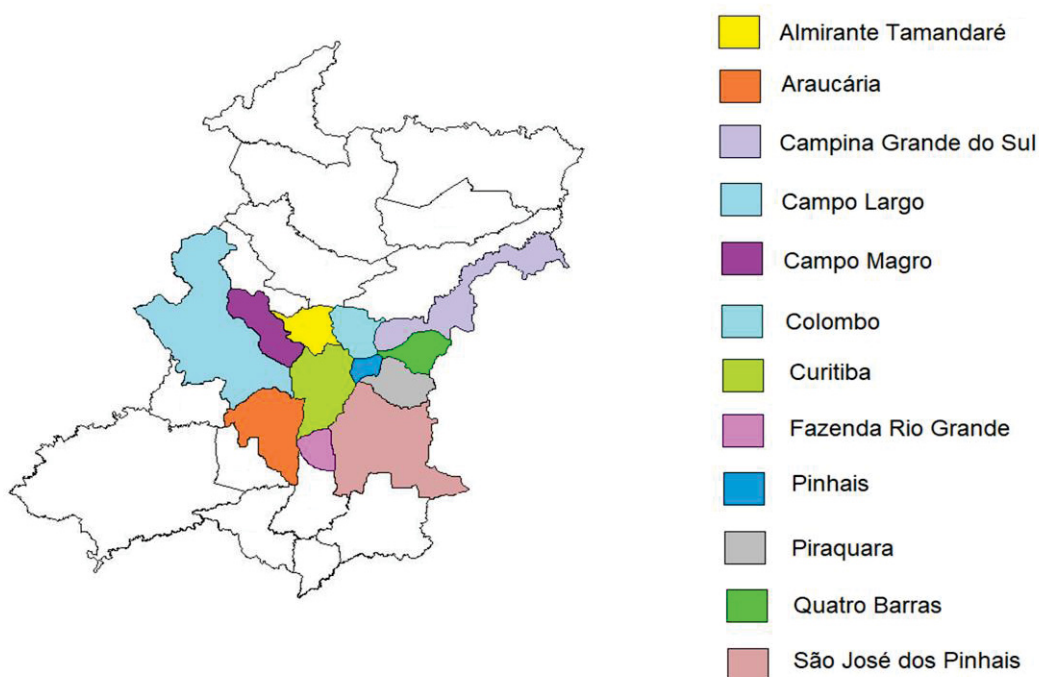 Almirante Tamandaré
Araucária
Campina Grande do Sul
Campo Largo
Campo Magro
Colombo
Curitiba
Fazenda Rio Grande
Pinhais
Piraquara
Quatro Barras
São José dos Pinhais